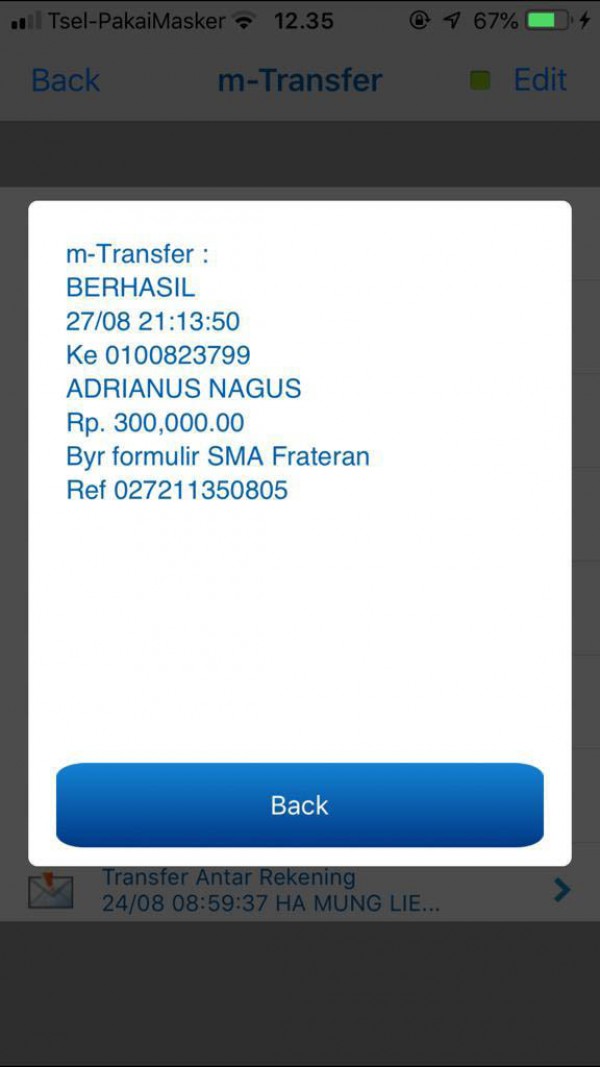 Tsel-PakaiMasker 12.35 67%
Back m-Transfer Edit
m-Transfer :
BERHASIL
27/08 21:13:50
Ke 0100823799
ADRIANUS NAGUS
Rp. 300,000.00
Byr formulir SMA Frateran
Ref 027211350805
Back
Transfer Antar Rekening
24/08 08:59:37 HA MUNG LIE...